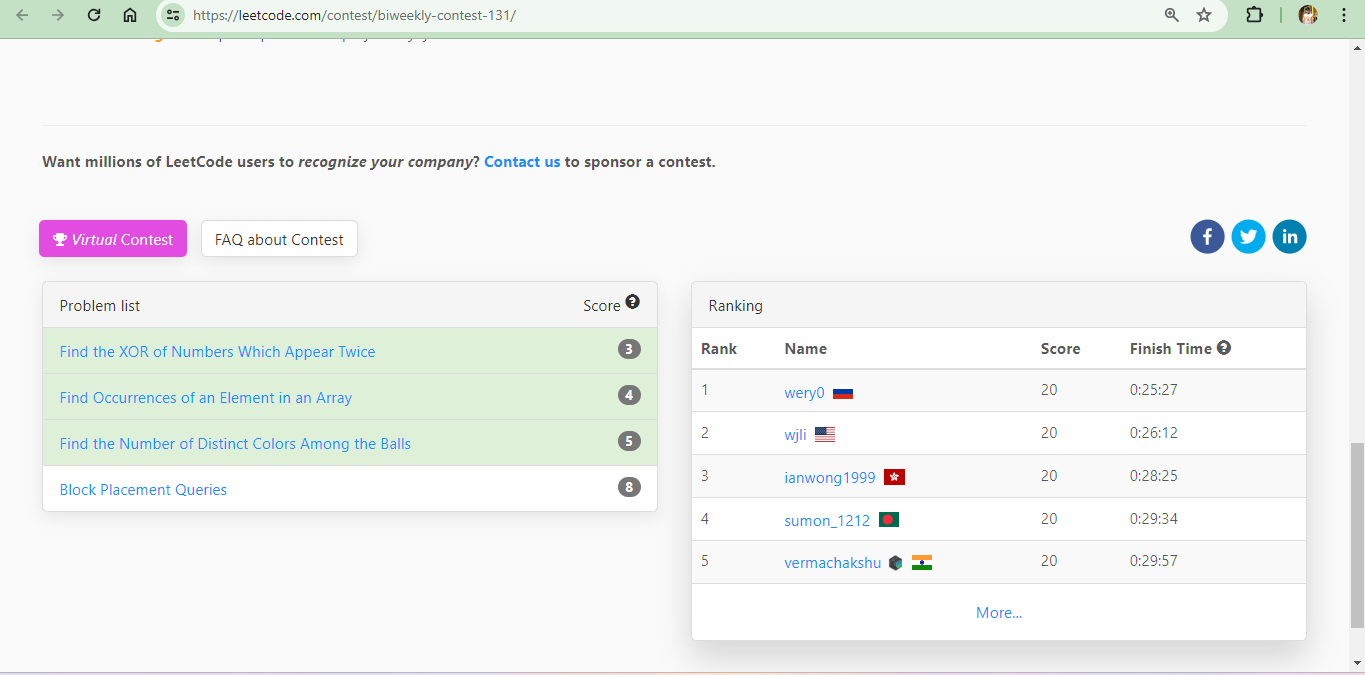 https://leetcode.com/contest/biweekly-contest-131/
Want millions of LeetCode users to recognize your company? Contact us to sponsor a contest.
Virtual Contest
FAQ about Contest
Problem list Score
Find the XOR of Numbers Which Appear Twice 3
Find Occurrences of an Element in an Array 4
Find the Number of Distinct Colors Among the Balls 5
Block Placement Queries 8
Ranking
Rank Name Score Finish Time
1 wery0 20 0:25:27
2 wjli 20 0:26:12
3 ianwong1999 20 0:28:25
4 sumon_1212 20 0:29:34
5 vermachakshu 20 0:29:57
More...